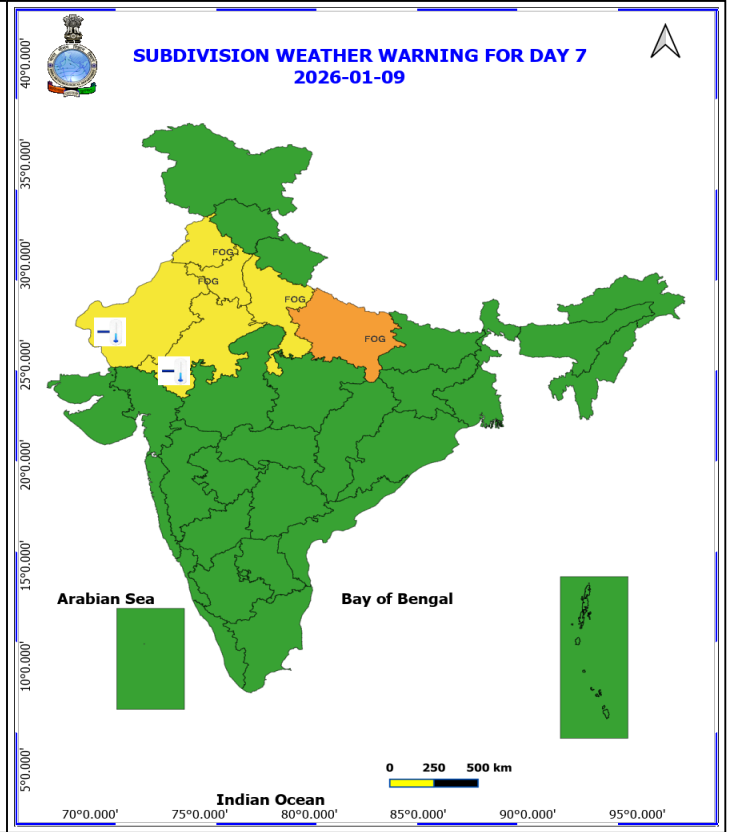 SUBDIVISION WEATHER WARNING FOR DAY 7
2026-01-09
40°0.000'
35°0.000'
30°0.000'
25°0.000'
20°0.000'
15°0.000'
10°0.000'
5°0.000'
FOG
FOG
FOG
FOG
Arabian Sea
Bay of Bengal
0 250 500 km
Indian Ocean
70°0.000' 75°0.000' 80°0.000' 85°0.000' 90°0.000' 95°0.000'